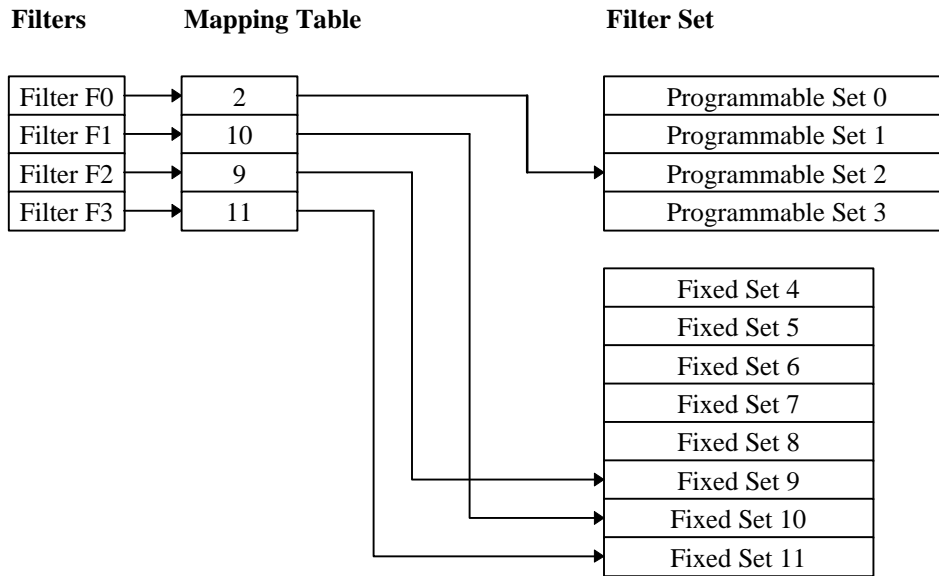 Filters Mapping Table Filter Set
Filter F0 2 Programmable Set 0
Filter F1 10 Programmable Set 1
Filter F2 9 Programmable Set 2
Filter F3 11 Programmable Set 3
Fixed Set 4
Fixed Set 5
Fixed Set 6
Fixed Set 7
Fixed Set 8
Fixed Set 9
Fixed Set 10
Fixed Set 11